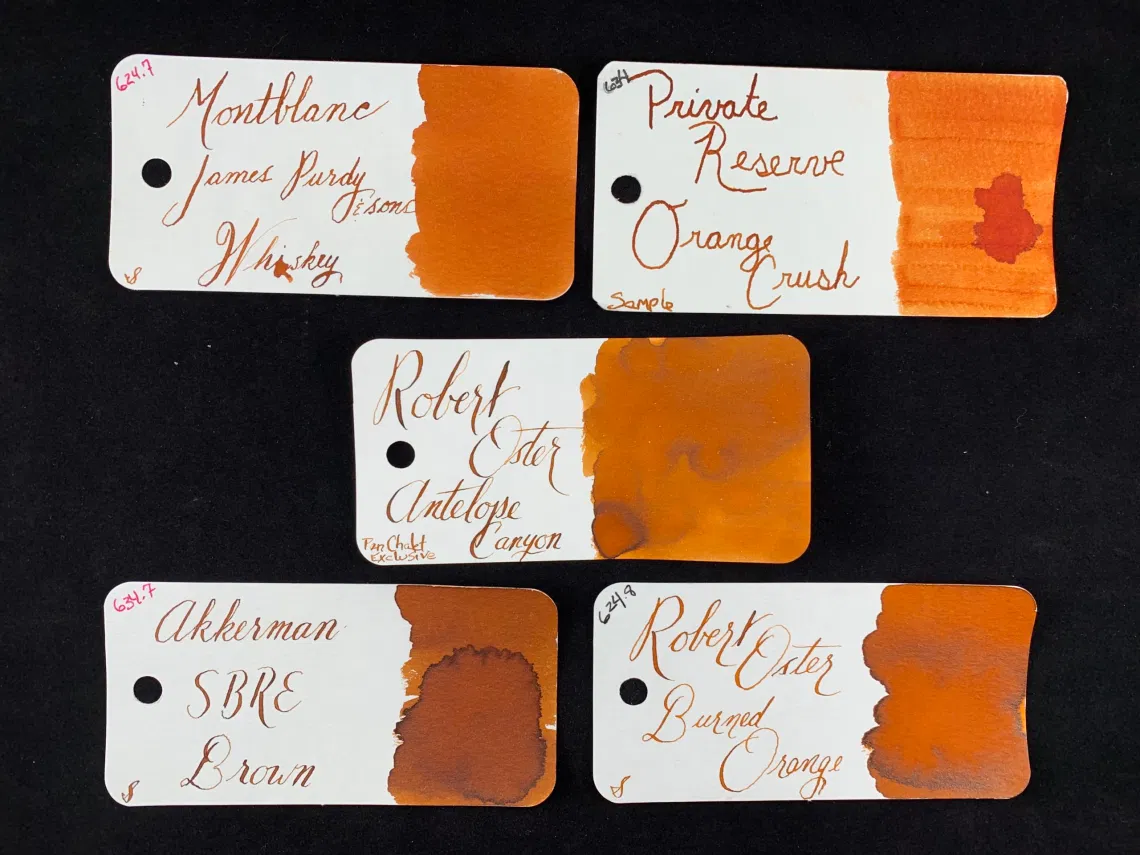 624.7
Montblanc
James Purdy
& sons
Whiskey
S
634
Private
Reserve
Orange
Crush
Sample
Robert
Oster
Antelope
Canyon
Pen Chalet
Exclusive
634.7
Akkerman
SBRE
Brown
S
624.8
Robert
Oster
Burned
Orange
S